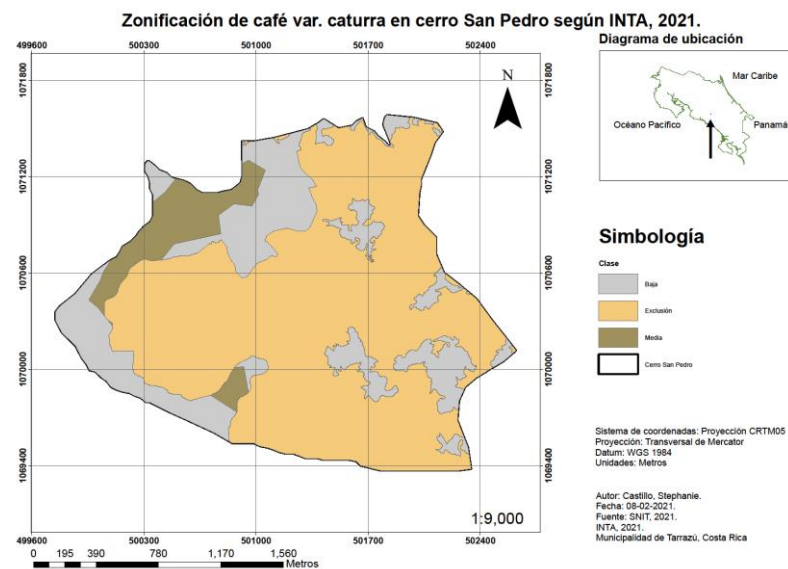 Zonificación de café var. caturra en cerro San Pedro según INTA, 2021.
499600 500300 501000 501700 502400
1071800 1071200 1070600 1070000 1069400
N
1071800 1071200 1070600 1070000 1069400
1:9,000
499600 500300 501000 501700 502400
0 195 390 780 1,170 1,560
Metros
Diagrama de ubicación
Mar Caribe
Océano Pacífico
Panamá
Simbología
Clase
Baja
Exclusión
Media
Cerro San Pedro
Sistema de coordenadas: Proyección CRTM05
Proyección: Transversal de Mercator
Datum: WGS 1984
Unidades: Metros
Autor: Castillo, Stephanie.
Fecha: 08-02-2021.
Fuente: SNIT, 2021.
INTA, 2021.
Municipalidad de Tarrazú, Costa Rica